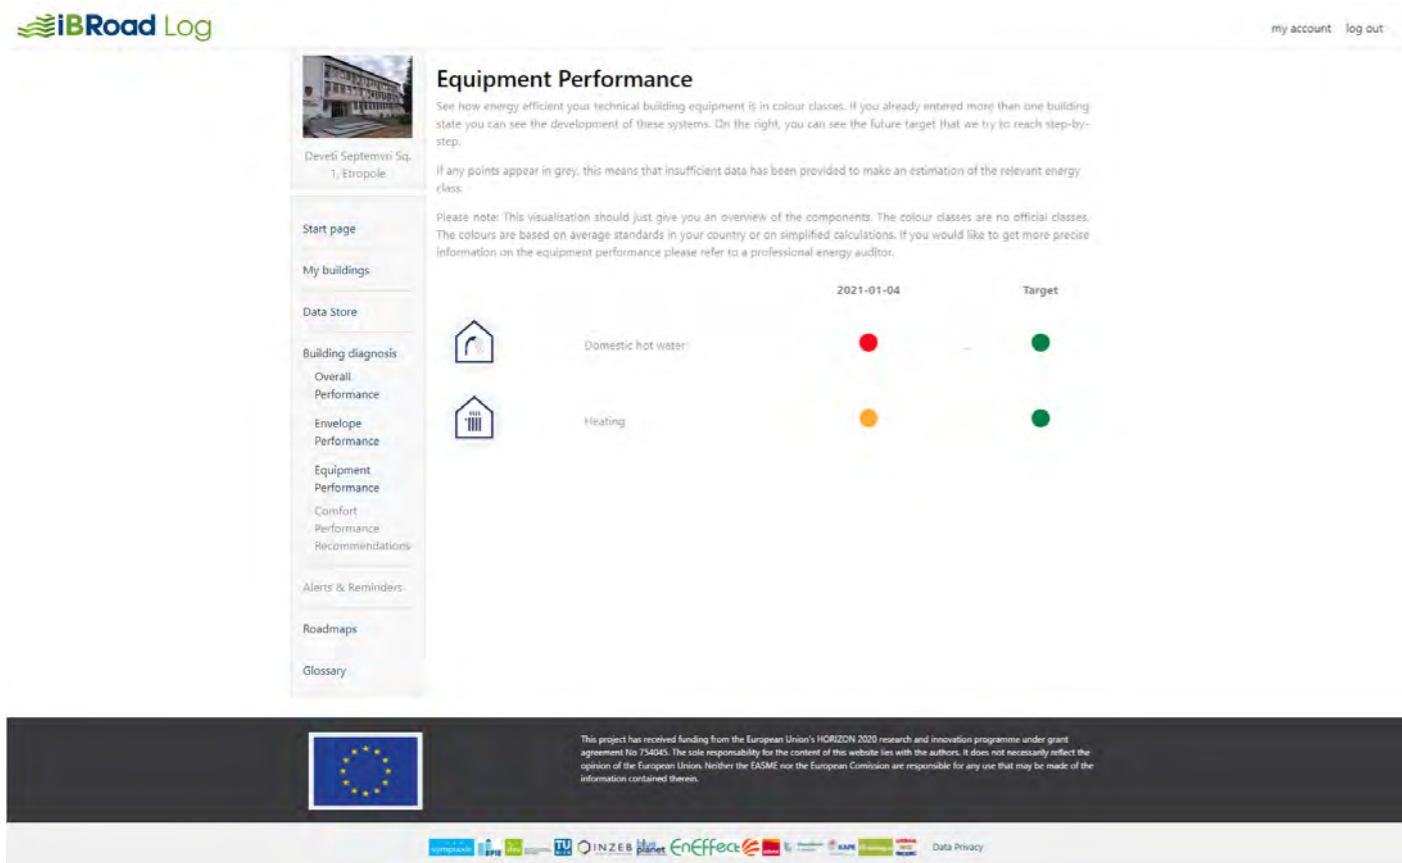 iBRoad Log
my account log out
Deveti Septemvri Sq.
1, Etropole
Start page
My buildings
Data Store
Building diagnosis
Overall
Performance
Envelope
Performance
Equipment
Performance
Comfort
Performance
Recommendations
Alerts & Reminders
Roadmaps
Glossary
Equipment Performance
See how energy efficient your technical building equipment is in colour classes. If you already entered more than one building
state you can see the development of these systems. On the right, you can see the future target that we try to reach step-by-
step.
If any points appear in grey, this means that insufficient data has been provided to make an estimation of the relevant energy
class.
Please note: This visualisation should just give you an overview of the components. The colour classes are no official classes.
The colours are based on average standards in your country or on simplified calculations. If you would like to get more precise
information on the equipment performance please refer to a professional energy auditor.
2021-01-04 Target
Domestic hot water
Heating
This project has received funding from the European Union's HORIZON 2020 research and innovation programme under grant
agreement No 754045. The sole responsability for the content of this website lies with the authors. It does not necessarily reflect the
opinion of the European Union. Neither the EASME nor the European Comission are responsible for any use that may be made of the
information contained therein.
sympraxis BPIE TU INZEB planet EnEffect KAPE Data Privacy